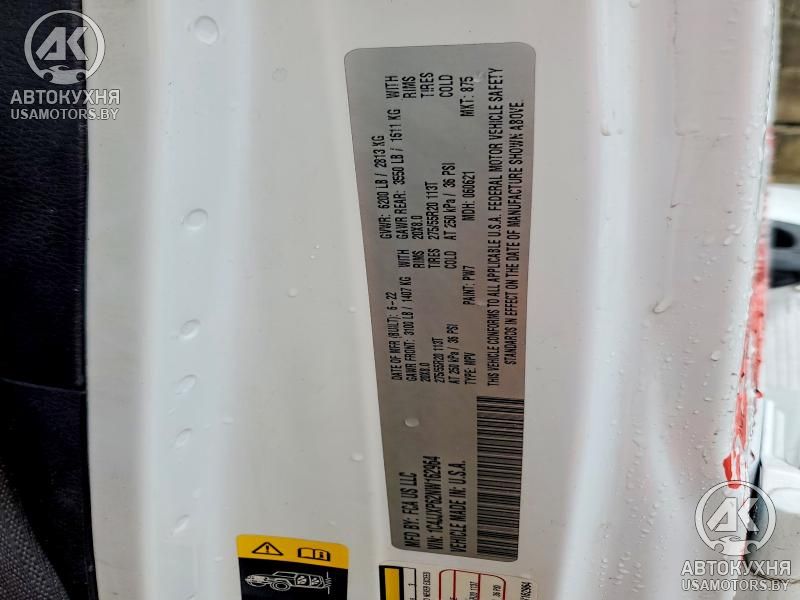 AK
АВТОКУХНЯ
USAMOTORS.BY
MFD BY: FCA US LLC
DATE OF MFR (BUILT): 6-22
GVWR: 6200 LB / 2813 KG
GAWR FRONT: 3100 LB / 1407 KG WITH
GAWR REAR: 3550 LB / 1611 KG WITH
20X8.0 RIMS
20X8.0 RIMS
275/55R20 113T TIRES
275/55R20 113T TIRES
AT 250 kPa / 36 PSI COLD
AT 250 kPa / 36 PSI COLD
VIN: 1C4JJXP62NW162964
TYPE: MPV
PAINT: PW7
MDH: 060621
MKT: 875
VEHICLE MADE IN: U.S.A.
THIS VEHICLE CONFORMS TO ALL APPLICABLE U.S.A. FEDERAL MOTOR VEHICLE SAFETY
STANDARDS IN EFFECT ON THE DATE OF MANUFACTURE SHOWN ABOVE.
AK
АВТОКУХНЯ
USAMOTORS.BY